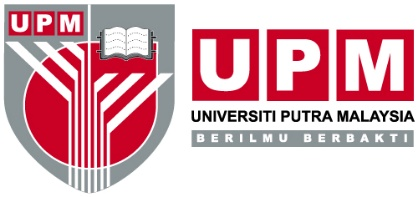 UPM
UPM
UNIVERSITI PUTRA MALAYSIA
BERILMU BERBAKTI